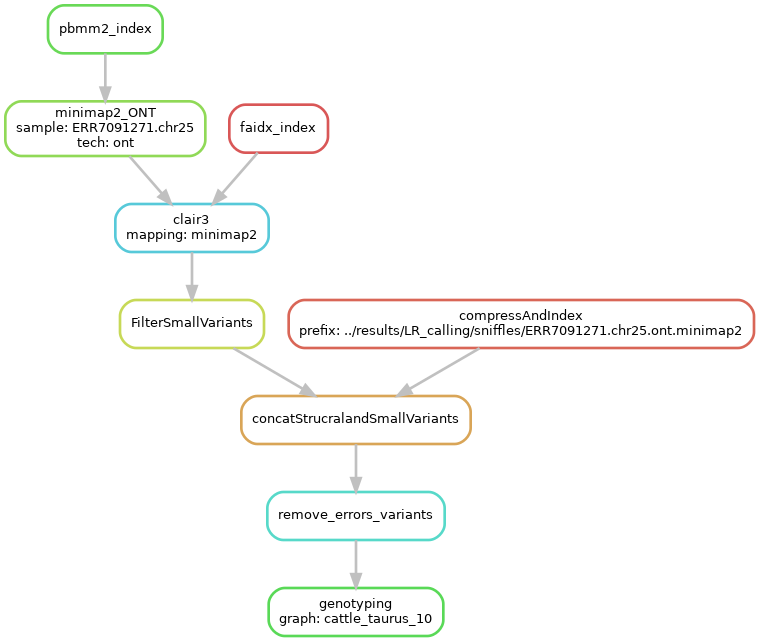 pbmm2_index
minimap2_ONT
sample: ERR7091271.chr25
tech: ont
faidx_index
clair3
mapping: minimap2
FilterSmallVariants
compressAndIndex
prefix: ../results/LR_calling/sniffles/ERR7091271.chr25.ont.minimap2
concatStrucralandSmallVariants
remove_errors_variants
genotyping
graph: cattle_taurus_10